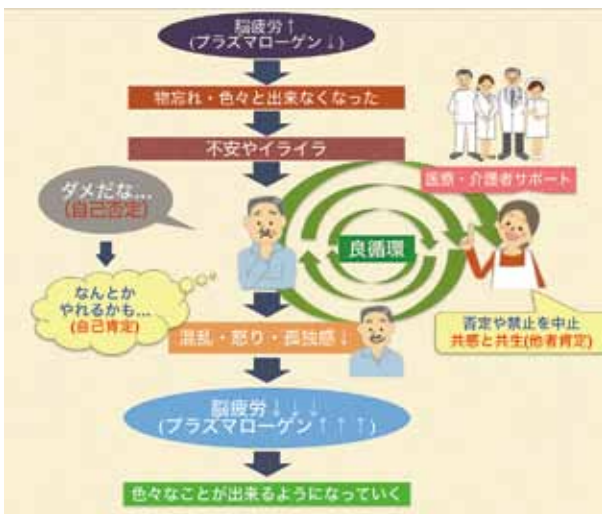 脳疲労↑
(プラズマローゲン↓)
物忘れ・色々と出来なくなった
不安やイライラ
医療・介護者サポート
ダメだな...
(自己否定)
良循環
なんとか
やれるかも...
(自己肯定)
否定や禁止を中止
共感と共生(他者肯定)
混乱・怒り・孤独感↓
脳疲労↓↓↓
(プラズマローゲン↑↑↑)
色々なことが出来るようになっていく